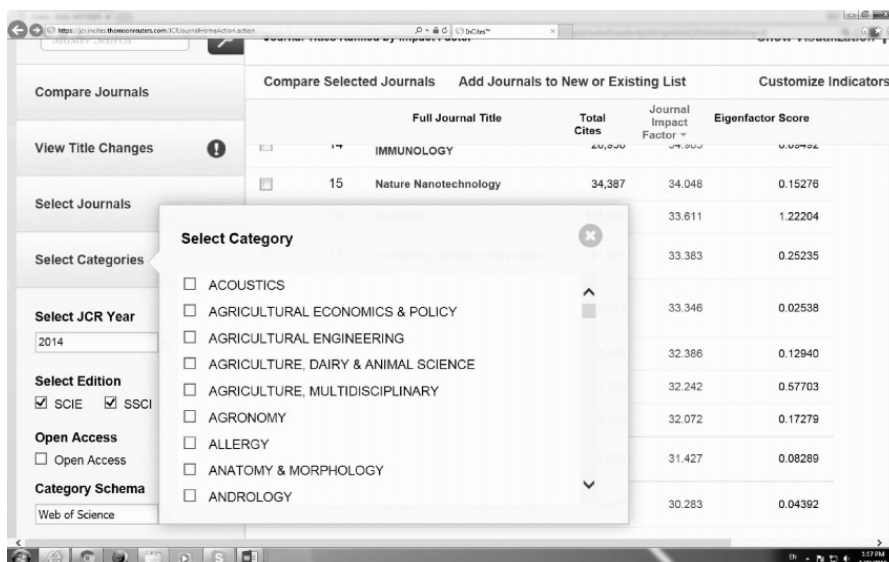 https://jcr.incites.thomsonreuters.com/JCRJournalHomeAction.action
InCites™
Compare Journals
View Title Changes
Select Journals
Select Categories
Select JCR Year
2014
Select Edition
SCIE SSCI
Open Access
Open Access
Category Schema
Web of Science
Compare Selected Journals Add Journals to New or Existing List Customize Indicators
Full Journal Title Total Cites Journal Impact Factor Eigenfactor Score
14 IMMUNOLOGY
15 Nature Nanotechnology 34,387 34.048 0.15276
33.611 1.22204
33.383 0.25235
33.346 0.02538
32.386 0.12940
32.242 0.57703
32.072 0.17279
31.427 0.08289
30.283 0.04392
Select Category
ACOUSTICS
AGRICULTURAL ECONOMICS & POLICY
AGRICULTURAL ENGINEERING
AGRICULTURE, DAIRY & ANIMAL SCIENCE
AGRICULTURE, MULTIDISCIPLINARY
AGRONOMY
ALLERGY
ANATOMY & MORPHOLOGY
ANDROLOGY
EN 1:57 PM